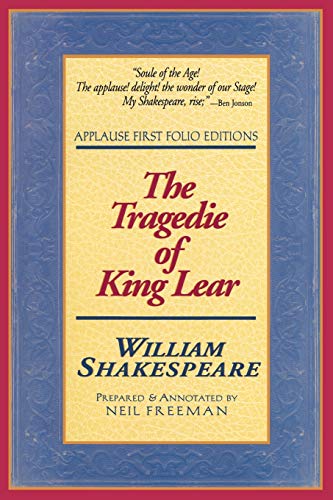 “Soule of the Age!
The applause! delight! the wonder of our Stage!
My Shakespeare, rise;”—Ben Jonson
APPLAUSE FIRST FOLIO EDITIONS
The
Tragedie
of
King Lear
WILLIAM
SHAKESPEARE
PREPARED & ANNOTATED BY
NEIL FREEMAN